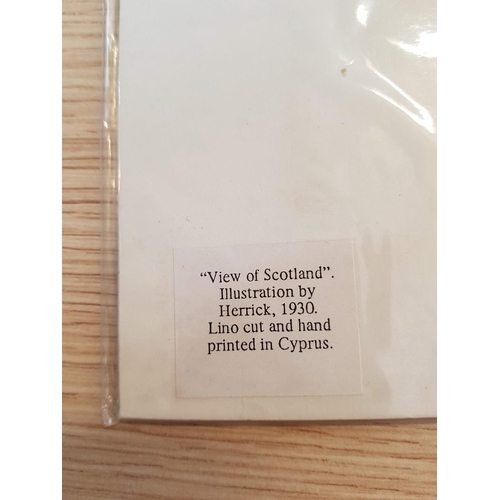 “View of Scotland”.
Illustration by
Herrick, 1930.
Lino cut and hand
printed in Cyprus.